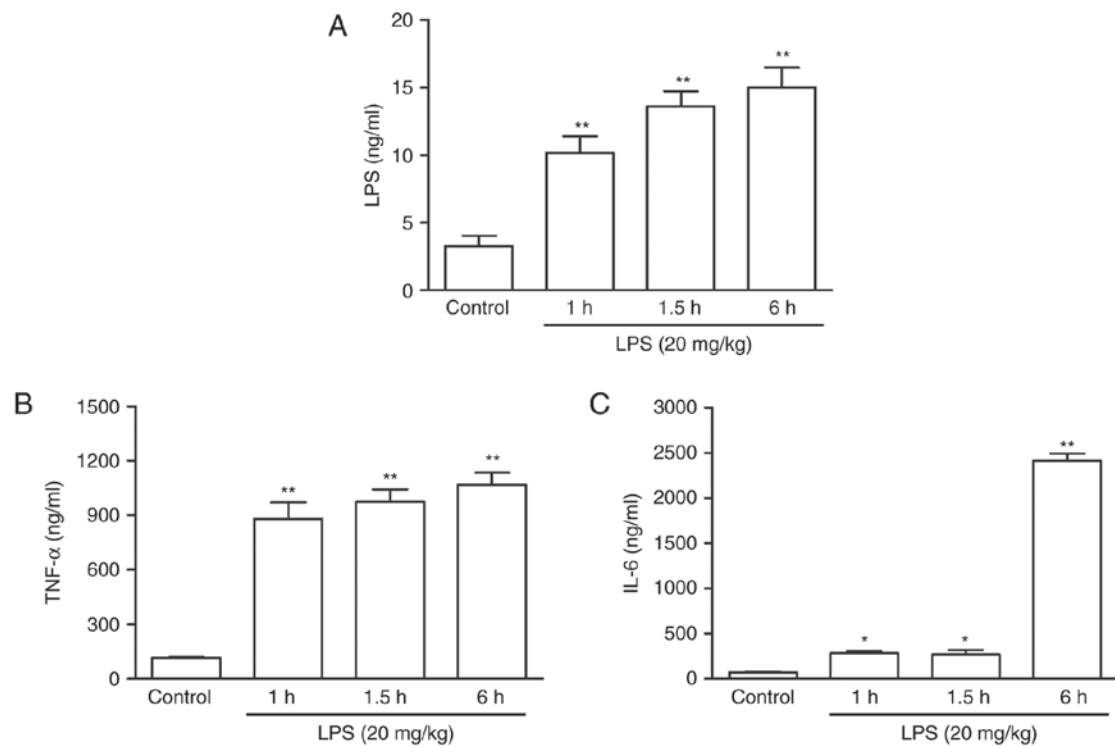 A
20
15
10
5
0
LPS (ng/ml)
**
**
**
Control
1 h
1.5 h
6 h
LPS (20 mg/kg)
B
1500
1200
900
600
300
0
TNF-α (ng/ml)
**
**
**
Control
1 h
1.5 h
6 h
LPS (20 mg/kg)
C
3000
2500
2000
1500
1000
500
0
IL-6 (ng/ml)
*
*
**
Control
1 h
1.5 h
6 h
LPS (20 mg/kg)